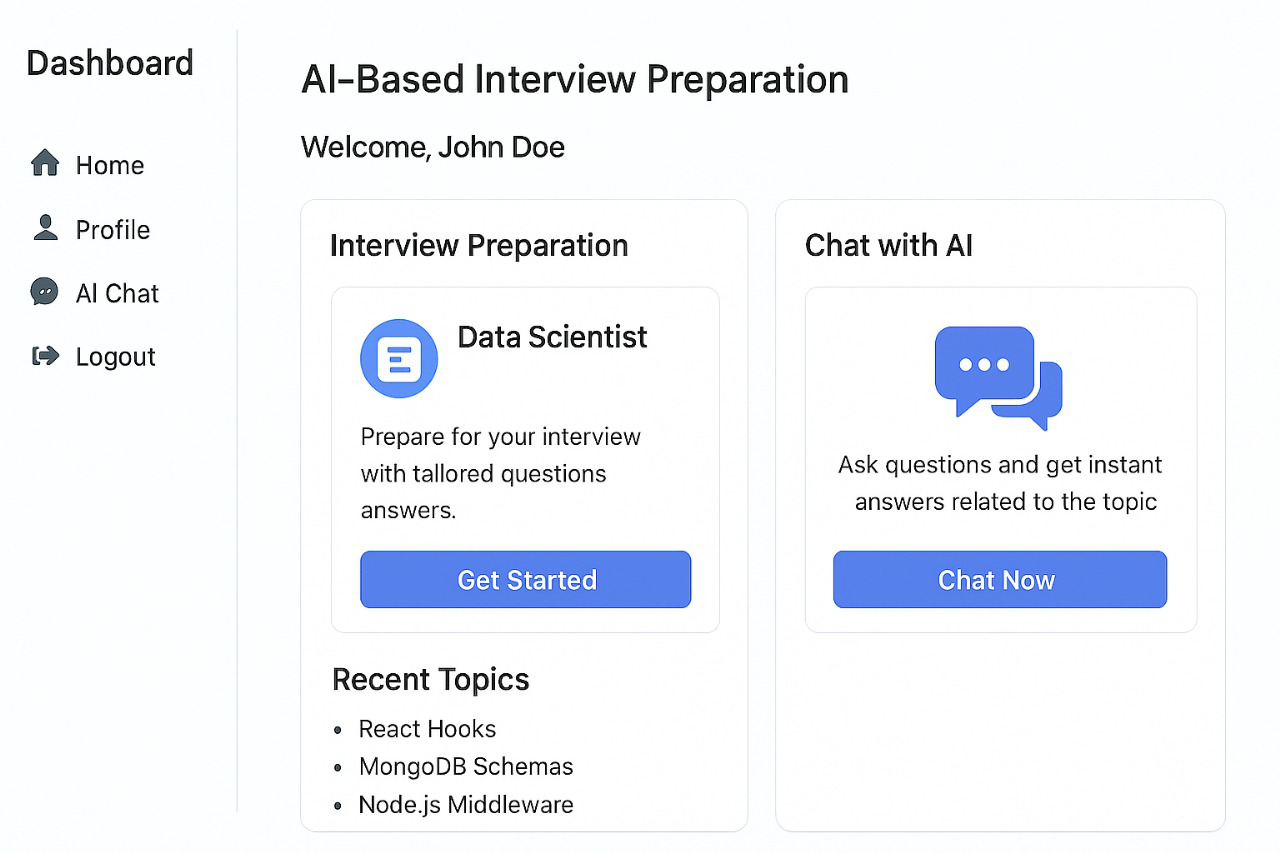 Dashboard
Home
Profile
AI Chat
Logout
AI-Based Interview Preparation
Welcome, John Doe
Interview Preparation
Data Scientist
Prepare for your interview
with tallored questions
answers.
Get Started
Recent Topics
• React Hooks
• MongoDB Schemas
• Node.js Middleware
Chat with AI
Ask questions and get instant
answers related to the topic
Chat Now